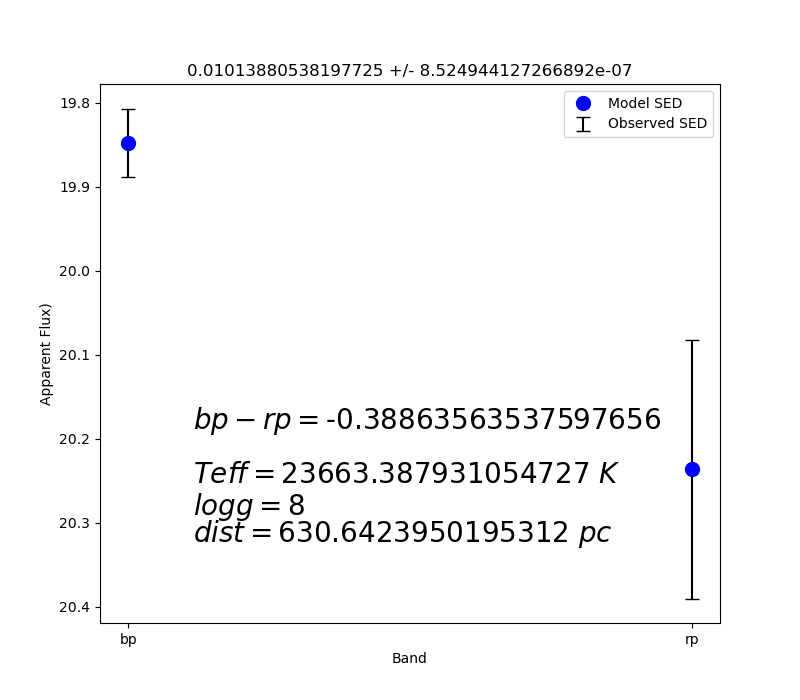 0.01013880538197725 +/- 8.524944127266892e-07
Model SED
Observed SED
19.8
19.9
20.0
20.1
20.2
20.3
20.4
Apparent Flux)
bp − rp = -0.38863563537597656
Teff = 23663.387931054727 K
logg = 8
dist = 630.6423950195312 pc
bp
rp
Band